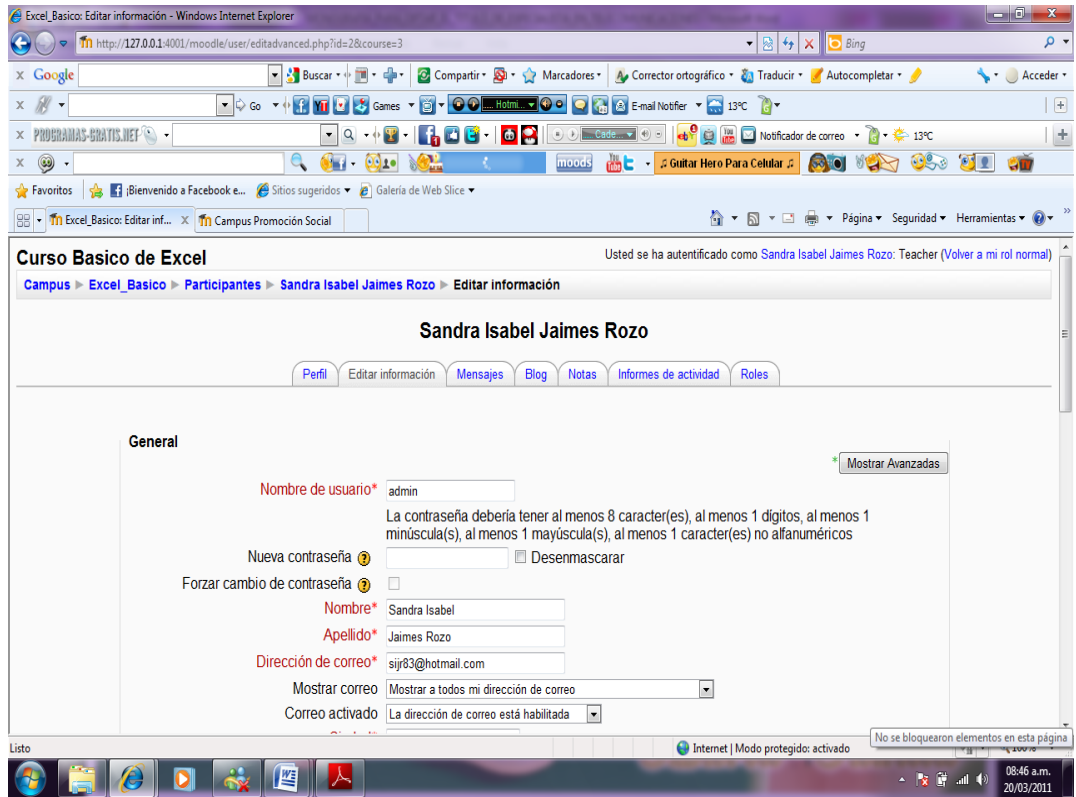 Excel_Basico: Editar información - Windows Internet Explorer
http://127.0.0.1:4001/moodle/user/editadvanced.php?id=2&course=3
Bing
x Google Buscar Compartir Marcadores Corrector ortográfico Traducir Autocompletar Acceder
x Go Games Hotmi... E-mail Notifier 13ºC
x PROGRAMAS-GRATIS.NET Cade... Notificador de correo 13ºC
x moods Guitar Hero Para Celular
Favoritos ¡Bienvenido a Facebook e... Sitios sugeridos Galería de Web Slice
Excel_Basico: Editar inf... X Campus Promoción Social Página Seguridad Herramientas »
Curso Basico de Excel
Usted se ha autentificado como Sandra Isabel Jaimes Rozo: Teacher (Volver a mi rol normal)
Campus ► Excel_Basico ► Participantes ► Sandra Isabel Jaimes Rozo ► Editar información
Sandra Isabel Jaimes Rozo
Perfil Editar información Mensajes Blog Notas Informes de actividad Roles
General
* Mostrar Avanzadas
Nombre de usuario* admin
La contraseña debería tener al menos 8 caracter(es), al menos 1 dígitos, al menos 1
minúscula(s), al menos 1 mayúscula(s), al menos 1 caracter(es) no alfanuméricos
Nueva contraseña Desenmascarar
Forzar cambio de contraseña
Nombre* Sandra Isabel
Apellido* Jaimes Rozo
Dirección de correo* sijr83@hotmail.com
Mostrar correo Mostrar a todos mi dirección de correo
Correo activado La dirección de correo está habilitada
No se bloquearon elementos en esta página
Listo Internet | Modo protegido: activado
08:46 a.m.
20/03/2011